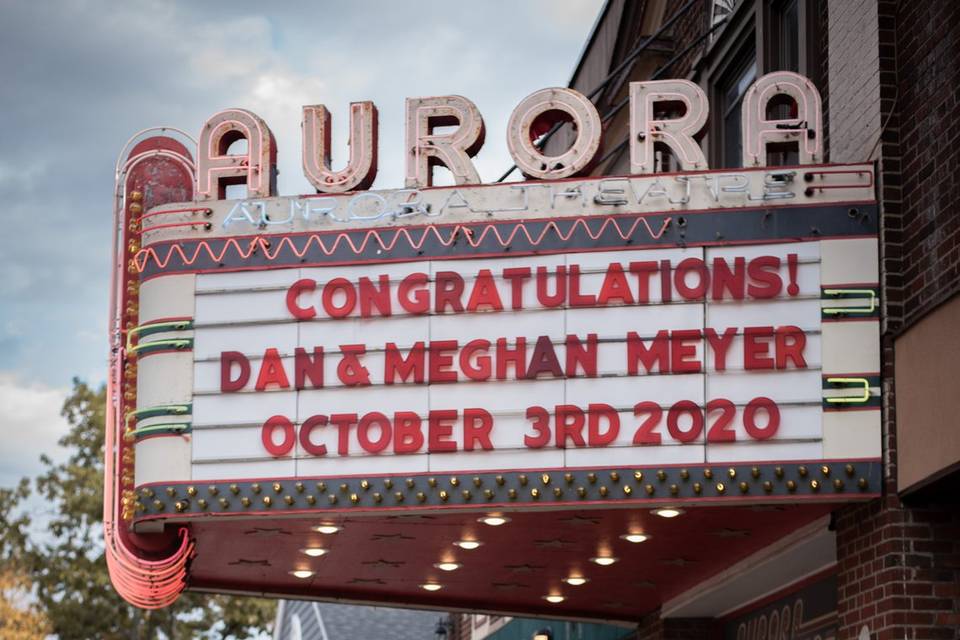 AURORA
AURORA THEATRE
CONGRATULATIONS!
DAN & MEGHAN MEYER
OCTOBER 3RD 2020